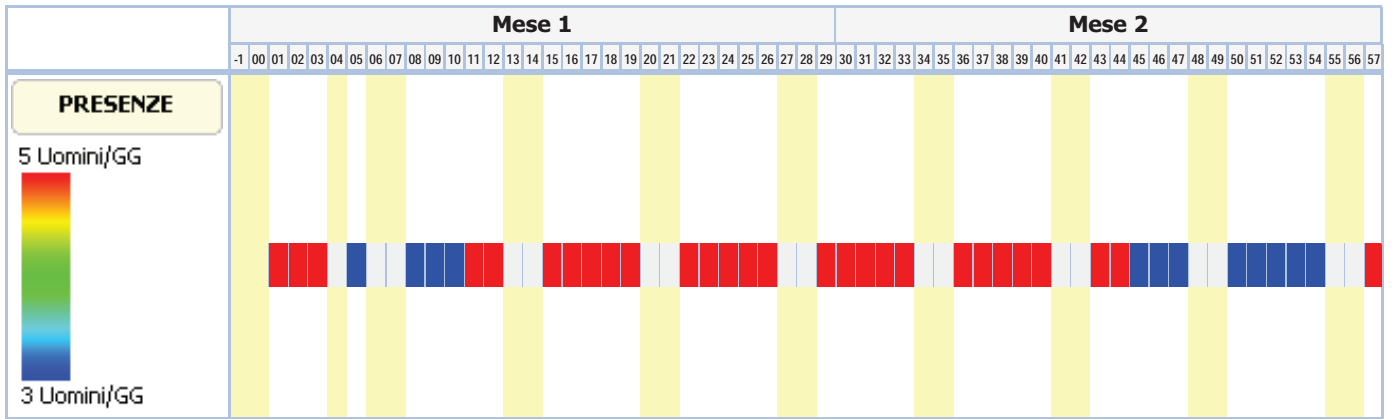 Mese 1 Mese 2
-1 00 01 02 03 04 05 06 07 08 09 10 11 12 13 14 15 16 17 18 19 20 21 22 23 24 25 26 27 28 29 30 31 32 33 34 35 36 37 38 39 40 41 42 43 44 45 46 47 48 49 50 51 52 53 54 55 56 57
PRESENZE
5 Uomini/GG
3 Uomini/GG